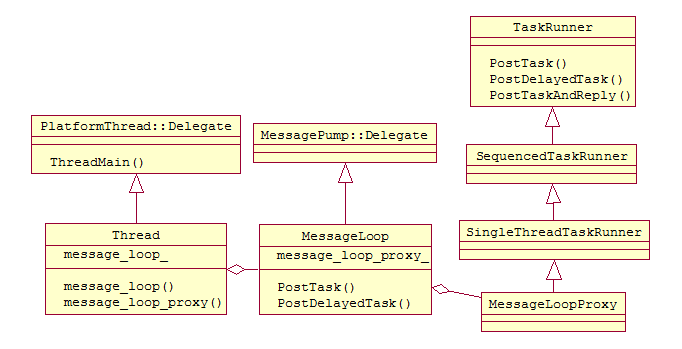 TaskRunner
PostTask()
PostDelayedTask()
PostTaskAndReply()
PlatformThread::Delegate
ThreadMain()
MessagePump::Delegate
SequencedTaskRunner
Thread
message_loop_
message_loop()
message_loop_proxy()
MessageLoop
message_loop_proxy_
PostTask()
PostDelayedTask()
SingleThreadTaskRunner
MessageLoopProxy